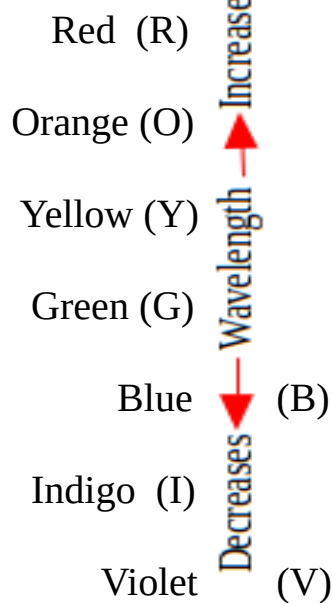 Red (R)
Orange (O)
Yellow (Y)
Green (G)
Blue (B)
Indigo (I)
Violet (V)
Increase
Wavelength
Decreases